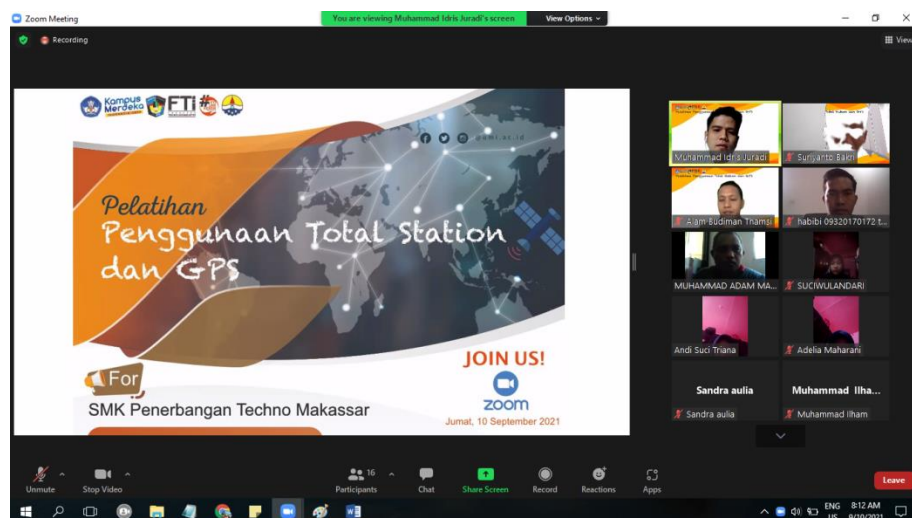 Zoom Meeting
You are viewing Muhammad Idris Juradi's screen
View Options
Recording
View
Kampus
Merdeka
FTI
Pelatihan
Penggunaan Total Station
dan GPS
For
SMK Penerbangan Techno Makassar
JOIN US!
zoom
Jumat, 10 September 2021
Muhammad Idris Juradi
Suriyanto Bakri
Alam Budiman Thamsi
habibi 09320170172 t...
MUHAMMAD ADAM MA...
SUCIWULANDARI
Andi Suci Triana
Adelia Maharani
Sandra aulia
Muhammad Ilha...
Sandra aulia
Muhammad Ilham
Unmute
Stop Video
16
Participants
Chat
Share Screen
Record
Reactions
Apps
Leave
ENG
US
8:12 AM
9/10/2021